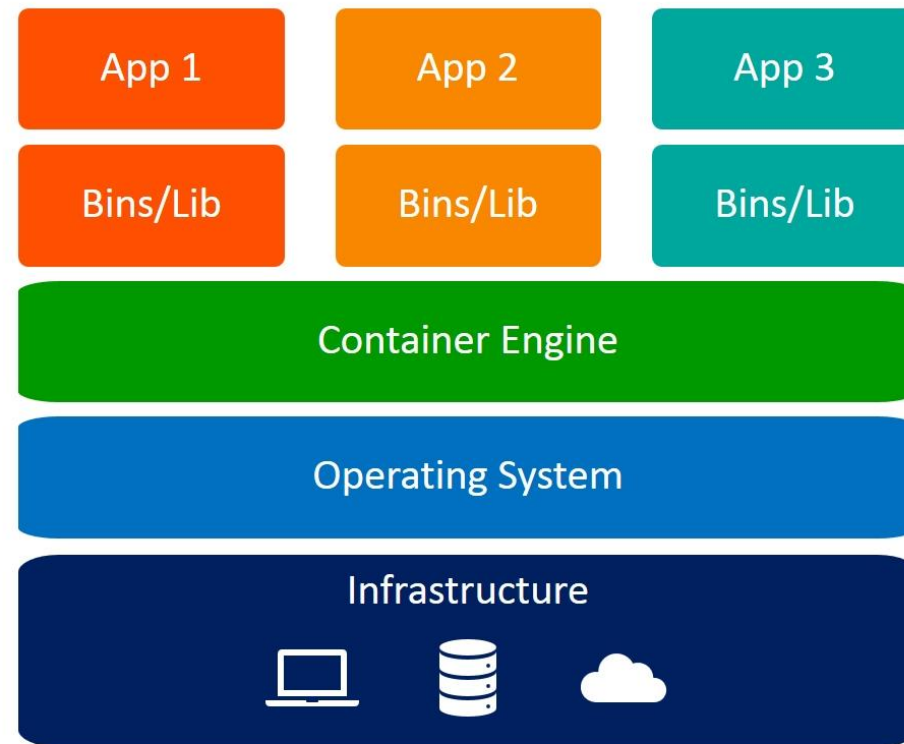 App 1
App 2
App 3
Bins/Lib
Bins/Lib
Bins/Lib
Container Engine
Operating System
Infrastructure